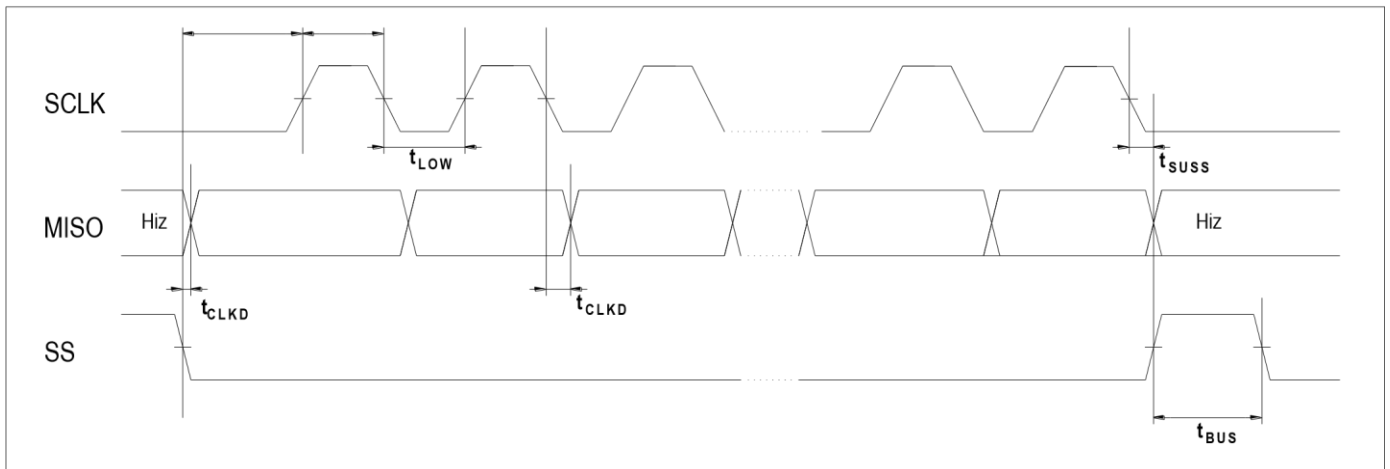 SCLK
tLOW
tSUSS
MISO
Hiz
Hiz
tCLKD
tCLKD
SS
tBUS